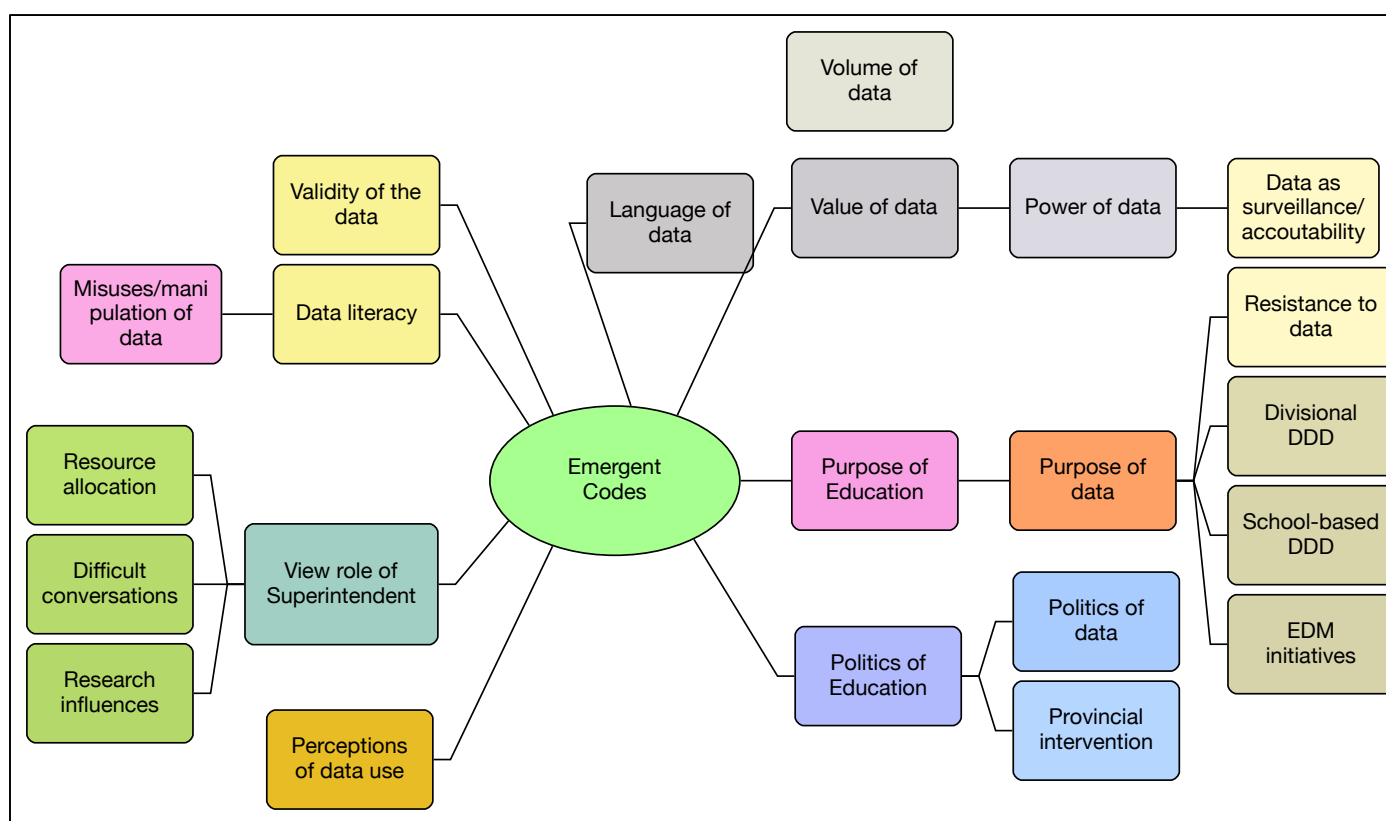 Volume of
data
Validity of the
data
Language of
data
Value of data
Power of data
Data as
surveillance/
accoutability
Misuses/mani
pulation of
data
Data literacy
Resistance to
data
Resource
allocation
Emergent
Codes
Purpose of
Education
Purpose of
data
Divisional
DDD
School-based
DDD
Difficult
conversations
View role of
Superintendent
Politics of
data
EDM
initiatives
Research
influences
Politics of
Education
Perceptions
of data use
Provincial
intervention